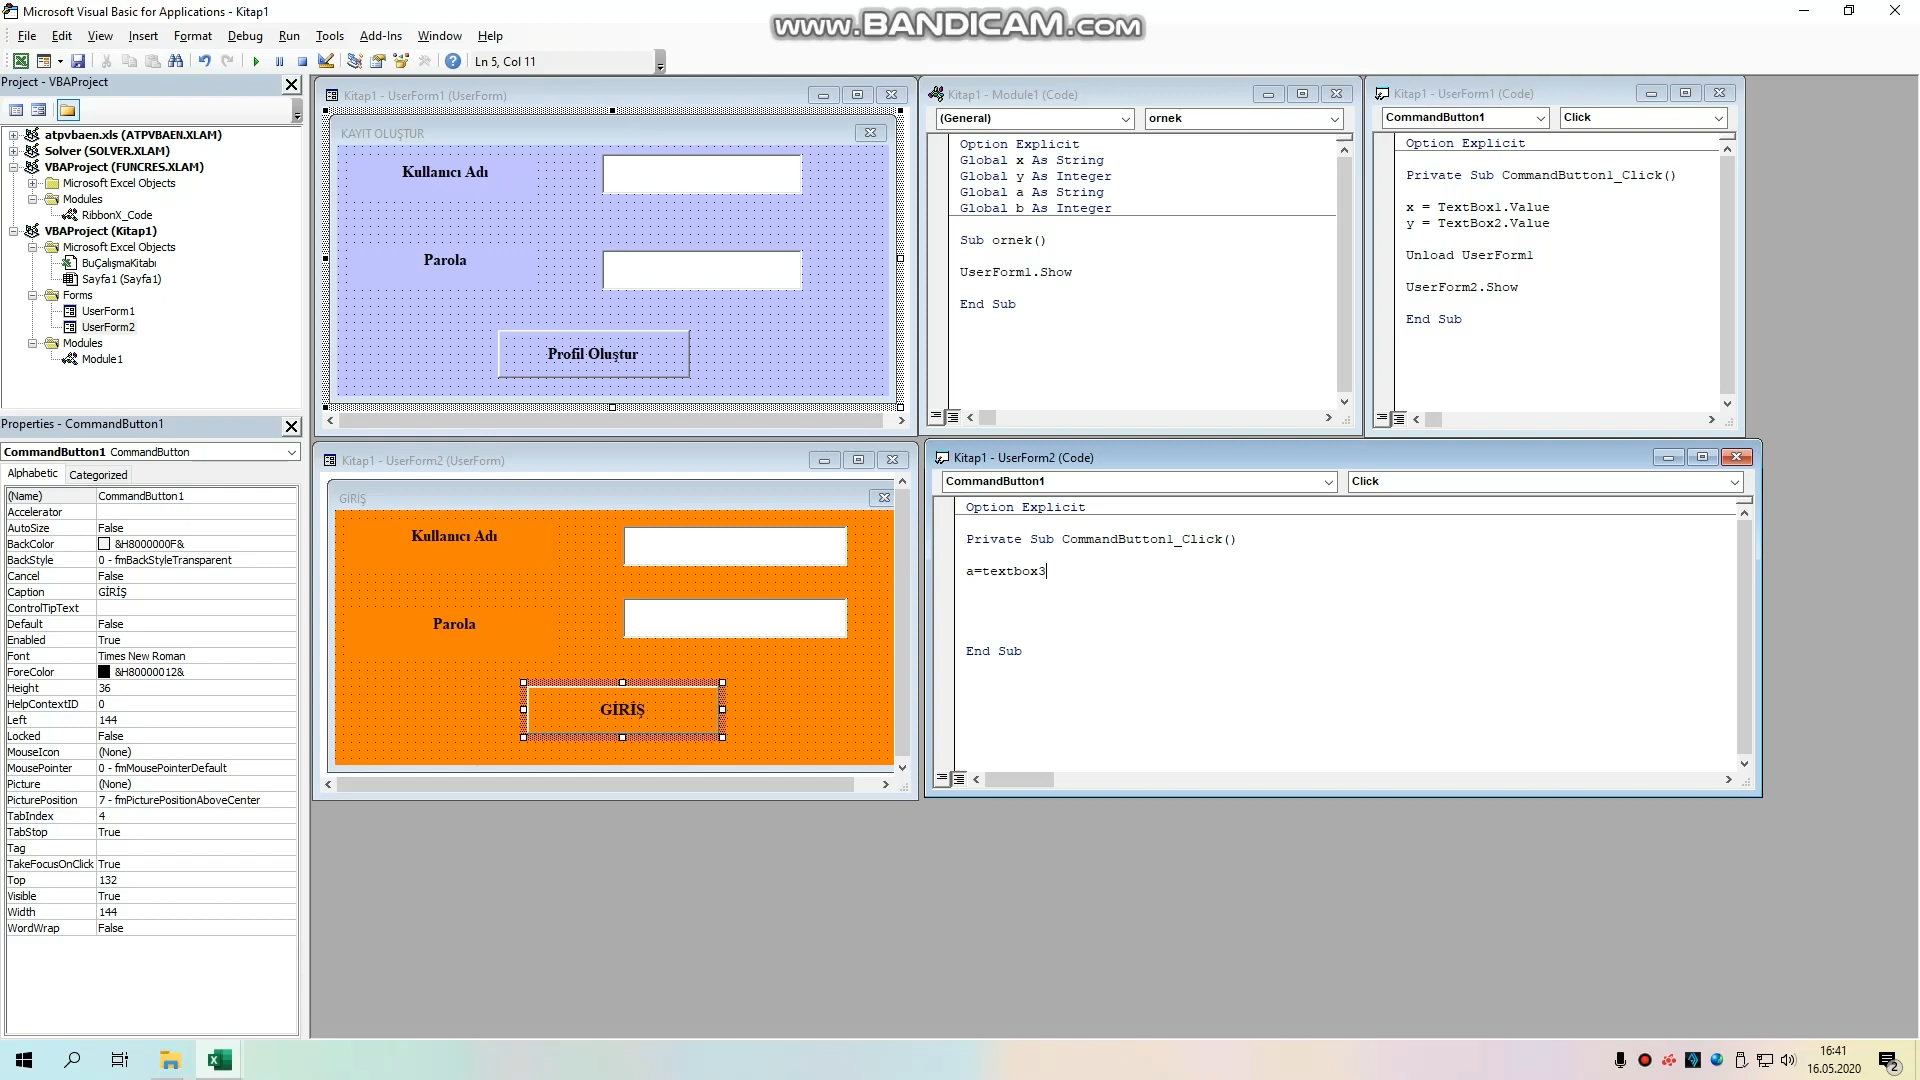 Microsoft Visual Basic for Applications - Kitap1
www.BANDICAM.com
File Edit View Insert Format Debug Run Tools Add-Ins Window Help
Ln 5, Col 11
Project - VBAProject
atpvbaen.xls (ATPVBAEN.XLAM)
Solver (SOLVER.XLAM)
VBAProject (FUNCRES.XLAM)
Microsoft Excel Objects
Modules
RibbonX_Code
VBAProject (Kitap1)
Microsoft Excel Objects
BuÇalışmaKitabı
Sayfa1 (Sayfa1)
Forms
UserForm1
UserForm2
Modules
Module1
Properties - CommandButton1
CommandButton1 CommandButton
Alphabetic Categorized
(Name) CommandButton1
Accelerator
AutoSize False
BackColor &H8000000F&
BackStyle 0 - fmBackStyleTransparent
Cancel False
Caption GİRİŞ
ControlTipText
Default False
Enabled True
Font Times New Roman
ForeColor &H80000012&
Height 36
HelpContextID 0
Left 144
Locked False
MouseIcon (None)
MousePointer 0 - fmMousePointerDefault
Picture (None)
PicturePosition 7 - fmPicturePositionAboveCenter
TabIndex 4
TabStop True
Tag
TakeFocusOnClick True
Top 132
Visible True
Width 144
WordWrap False
Kitap1 - UserForm1 (UserForm)
KAYIT OLUŞTUR
Kullanıcı Adı
Parola
Profil Oluştur
Kitap1 - Module1 (Code)
(General) ornek
Option Explicit
Global x As String
Global y As Integer
Global a As String
Global b As Integer
Sub ornek()
UserForm1.Show
End Sub
Kitap1 - UserForm1 (Code)
CommandButton1 Click
Option Explicit
Private Sub CommandButton1_Click()
x = TextBox1.Value
y = TextBox2.Value
Unload UserForm1
UserForm2.Show
End Sub
Kitap1 - UserForm2 (UserForm)
GİRİŞ
Kullanıcı Adı
Parola
GİRİŞ
Kitap1 - UserForm2 (Code)
CommandButton1 Click
Option Explicit
Private Sub CommandButton1_Click()
a=textbox3
End Sub
16:41
16.05.2020
2